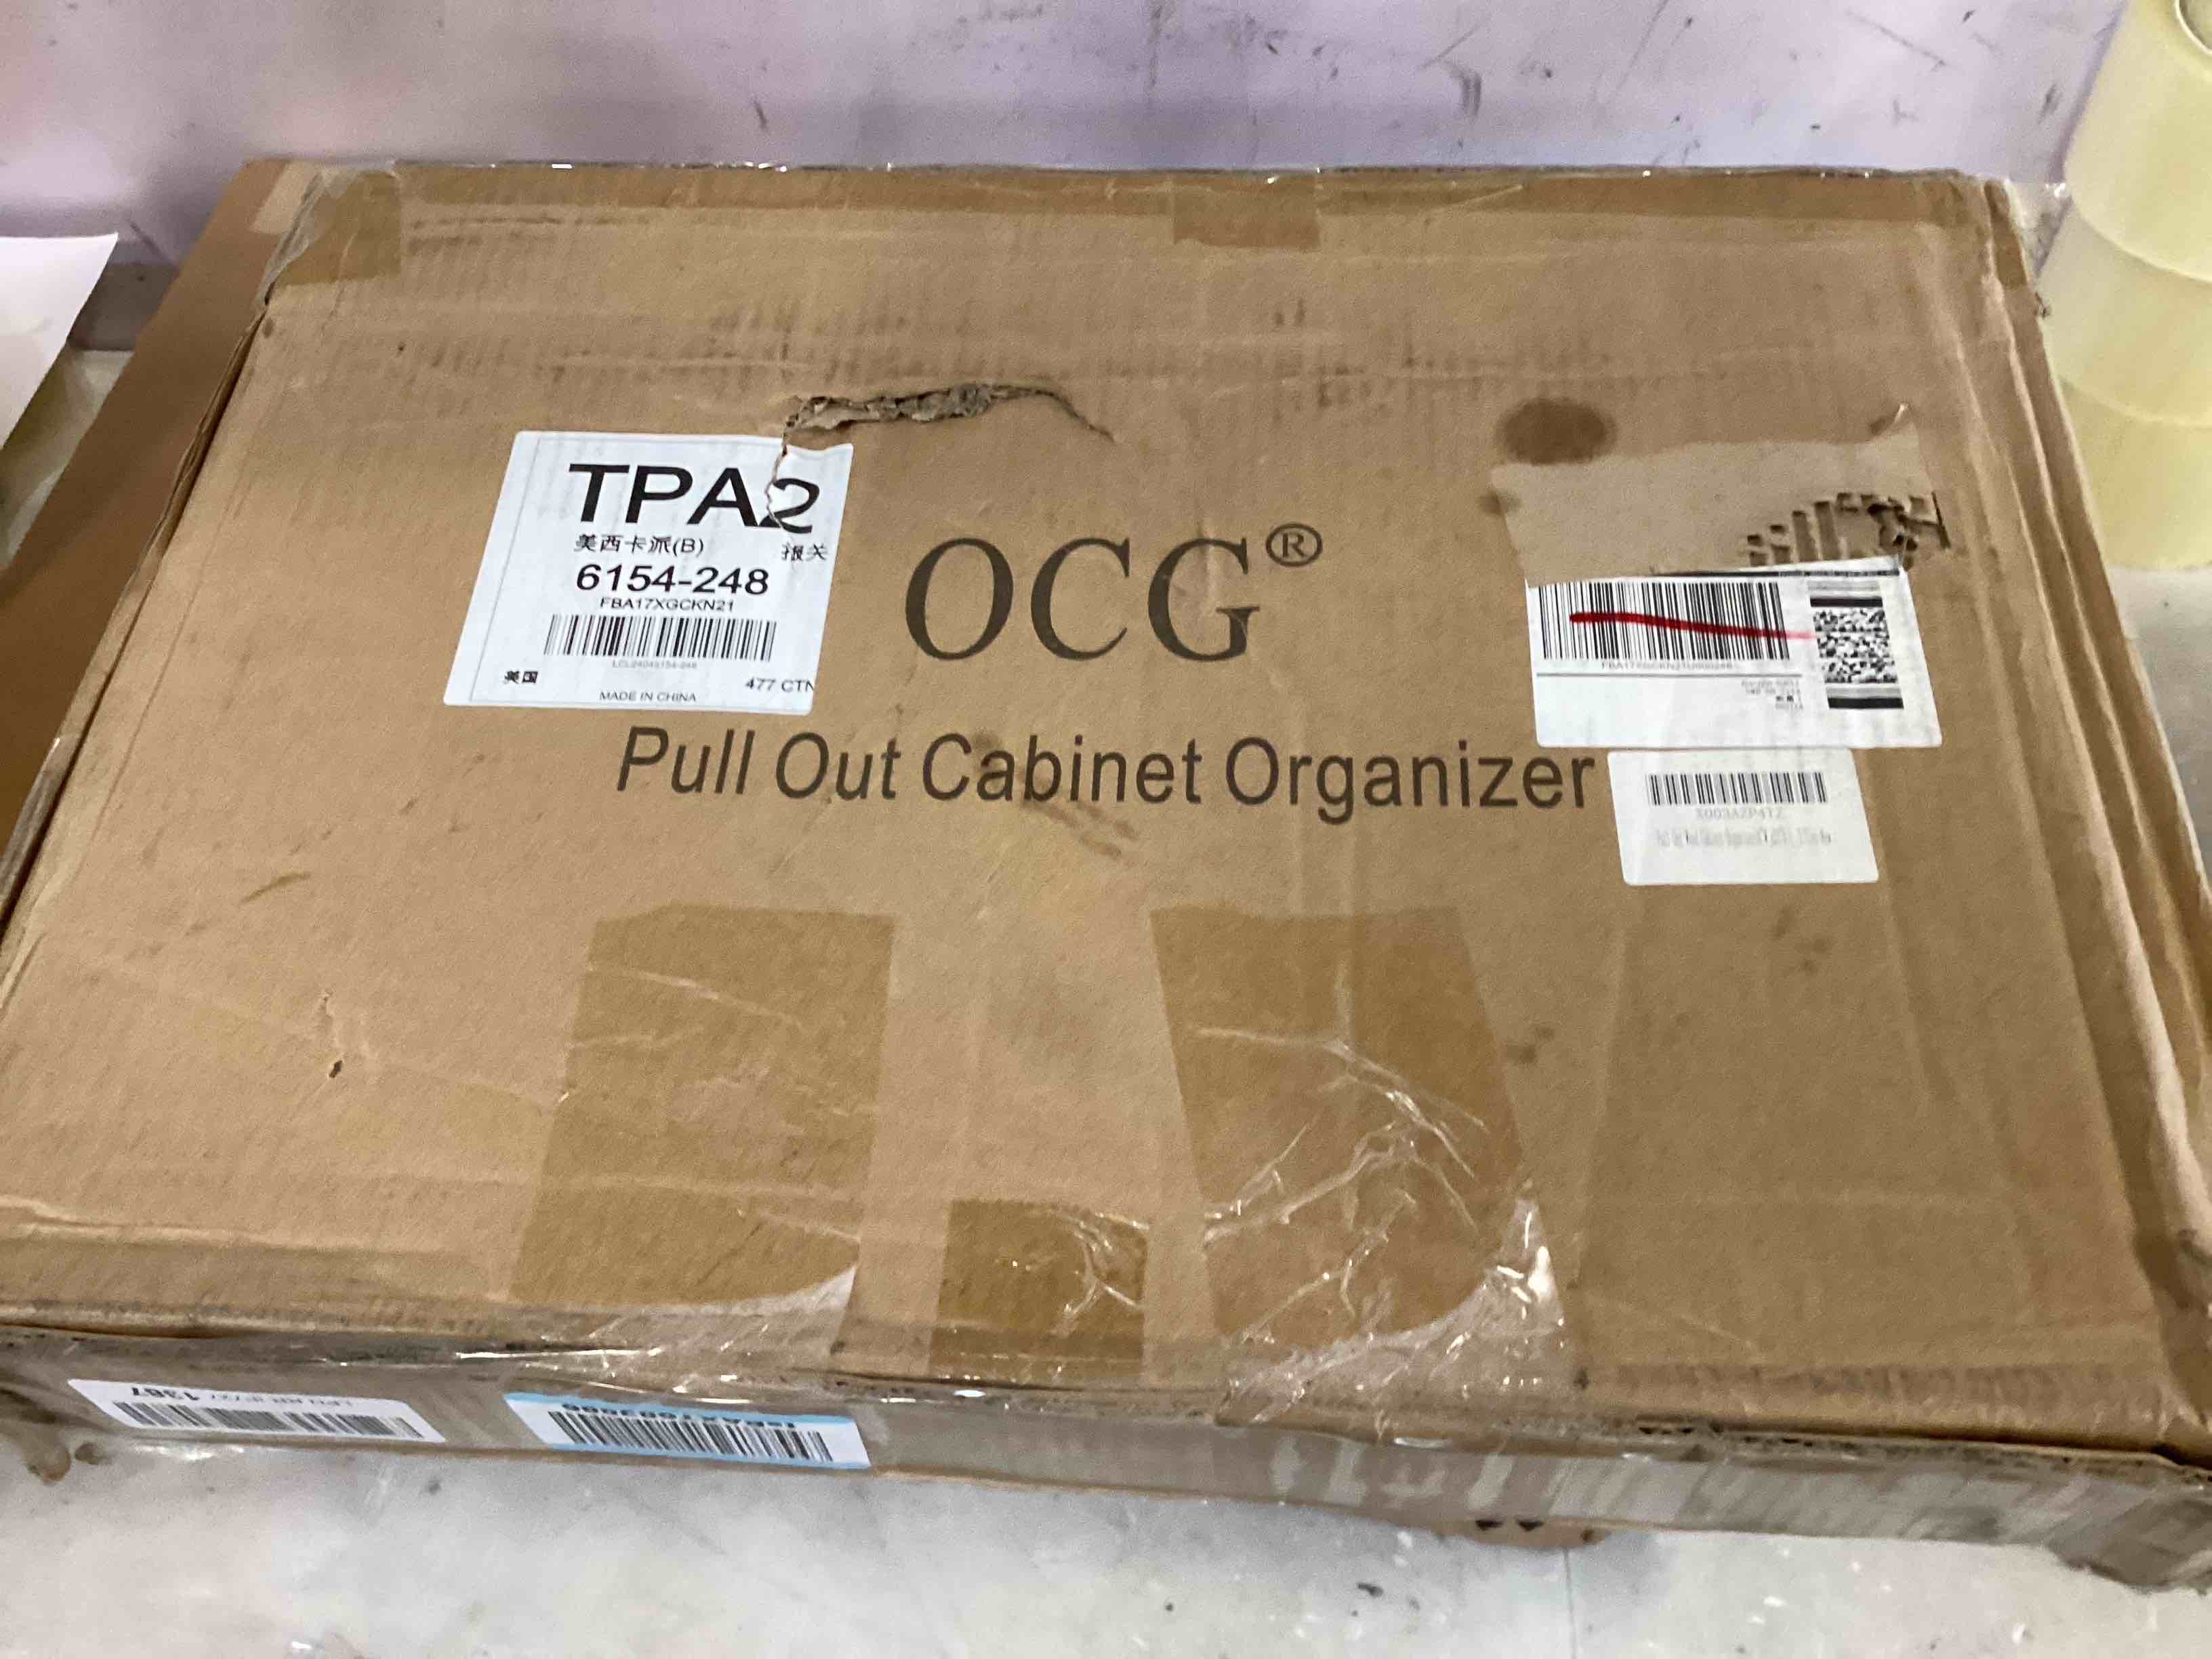 TPA2
美西卡派(B) 报关
6154-248
FBA17XGCKN21
美国
477 CTN
MADE IN CHINA
OCG®
Pull Out Cabinet Organizer
X003AZP4TZ